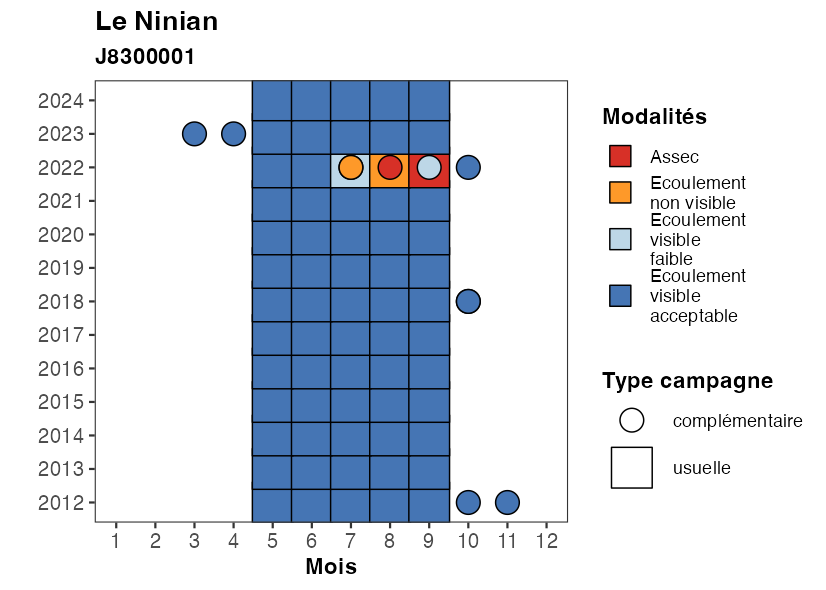 Le Ninian
J8300001
2024
2023
2022
2021
2020
2019
2018
2017
2016
2015
2014
2013
2012
1 2 3 4 5 6 7 8 9 10 11 12
Mois
Modalités
Assec
Ecoulement
non visible
Ecoulement
visible
faible
Ecoulement
visible
acceptable
Type campagne
complémentaire
usuelle